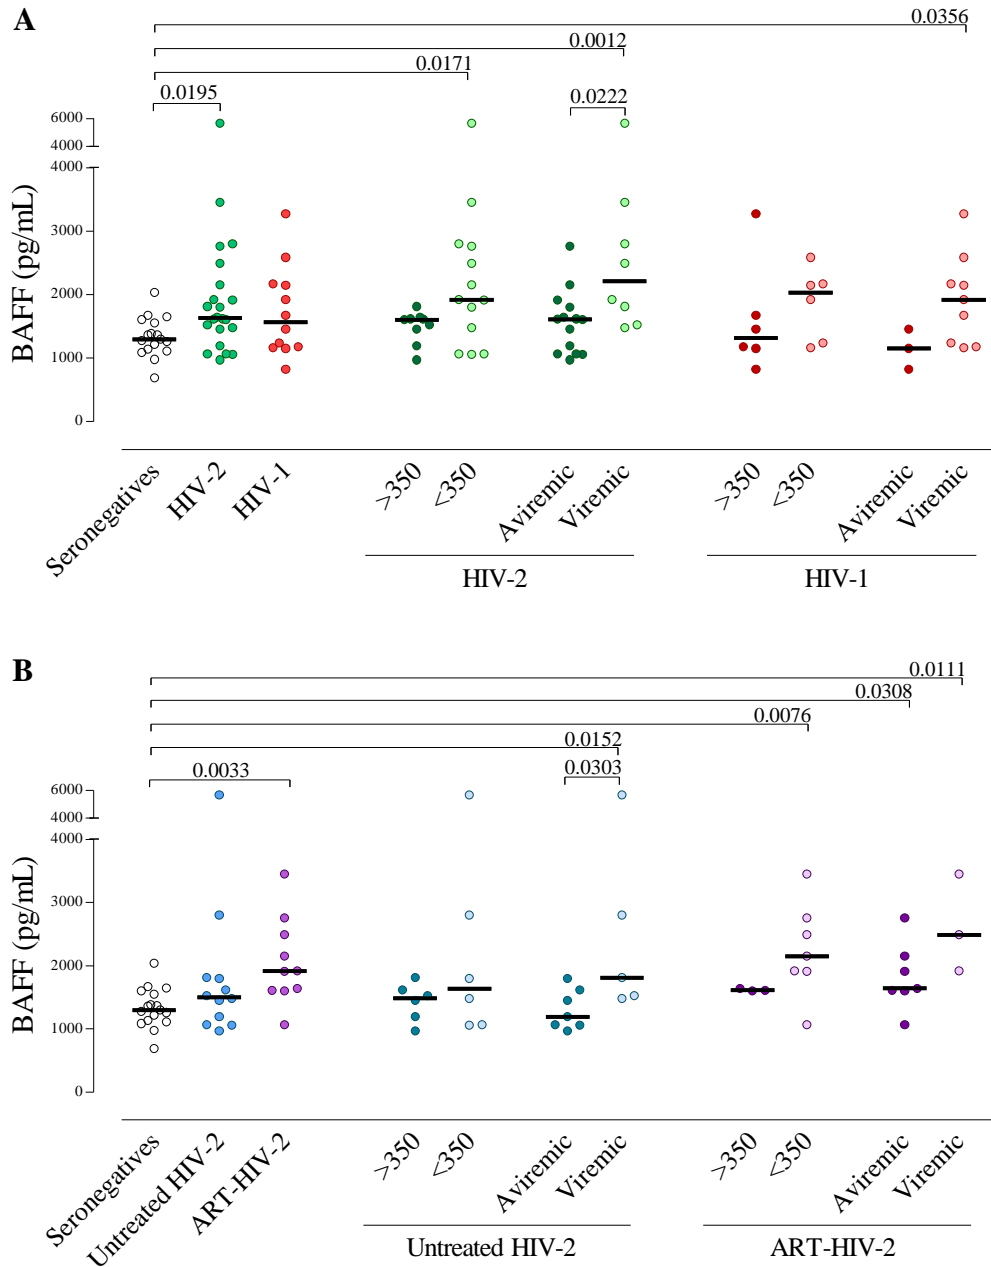 A
0.0356
0.0012
0.0171
0.0195
0.0222
6000
4000
4000
3000
2000
1000
0
BAFF (pg/mL)
Seronegatives
HIV-2
HIV-1
>350
<350
Aviremic
Viremic
>350
<350
Aviremic
Viremic
HIV-2
HIV-1
B
0.0111
0.0308
0.0076
0.0152
0.0033
0.0303
6000
4000
4000
3000
2000
1000
0
BAFF (pg/mL)
Seronegatives
Untreated HIV-2
ART-HIV-2
>350
<350
Aviremic
Viremic
>350
<350
Aviremic
Viremic
Untreated HIV-2
ART-HIV-2